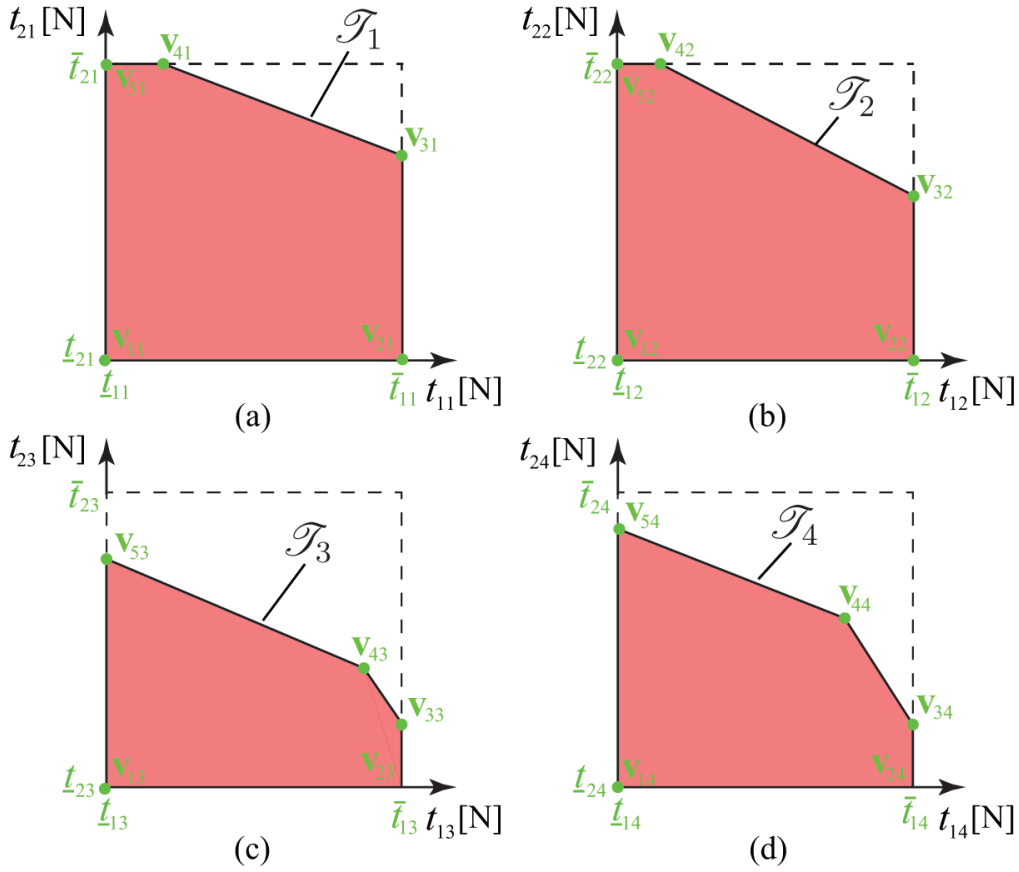 t₂₁[N] 𝒯₁
t̄₂₁ v₅₁ v₄₁
v₃₁
t̲₂₁ v₁₁ v₂₁
t̲₁₁ t̄₁₁ t₁₁[N]
(a)
t₂₂[N]
t̄₂₂ v₅₂ v₄₂
𝒯₂
v₃₂
t̲₂₂ v₁₂ v₂₂
t̲₁₂ t̄₁₂ t₁₂[N]
(b)
t₂₃[N]
t̄₂₃
v₅₃ 𝒯₃
v₄₃
v₃₃
t̲₂₃ v₁₃ v₂₃
t̲₁₃ t̄₁₃ t₁₃[N]
(c)
t₂₄[N]
t̄₂₄ v₅₄
𝒯₄
v₄₄
v₃₄
t̲₂₄ v₁₄ v₂₄
t̲₁₄ t̄₁₄ t₁₄[N]
(d)